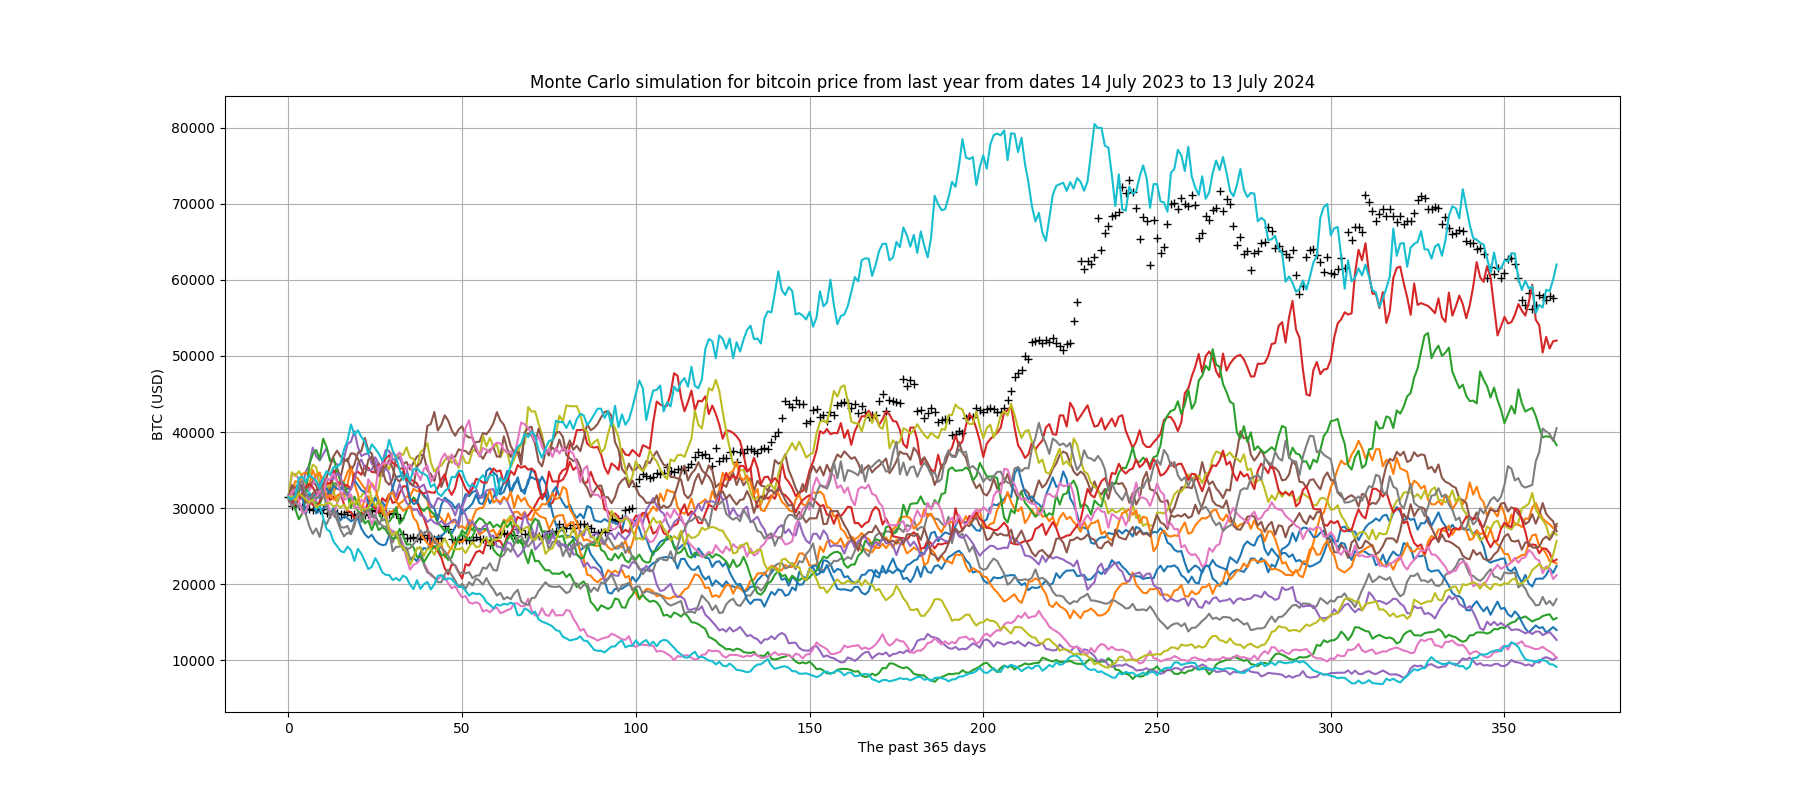 Monte Carlo simulation for bitcoin price from last year from dates 14 July 2023 to 13 July 2024
80000
70000
60000
50000
40000
30000
20000
10000
BTC (USD)
0 50 100 150 200 250 300 350
The past 365 days